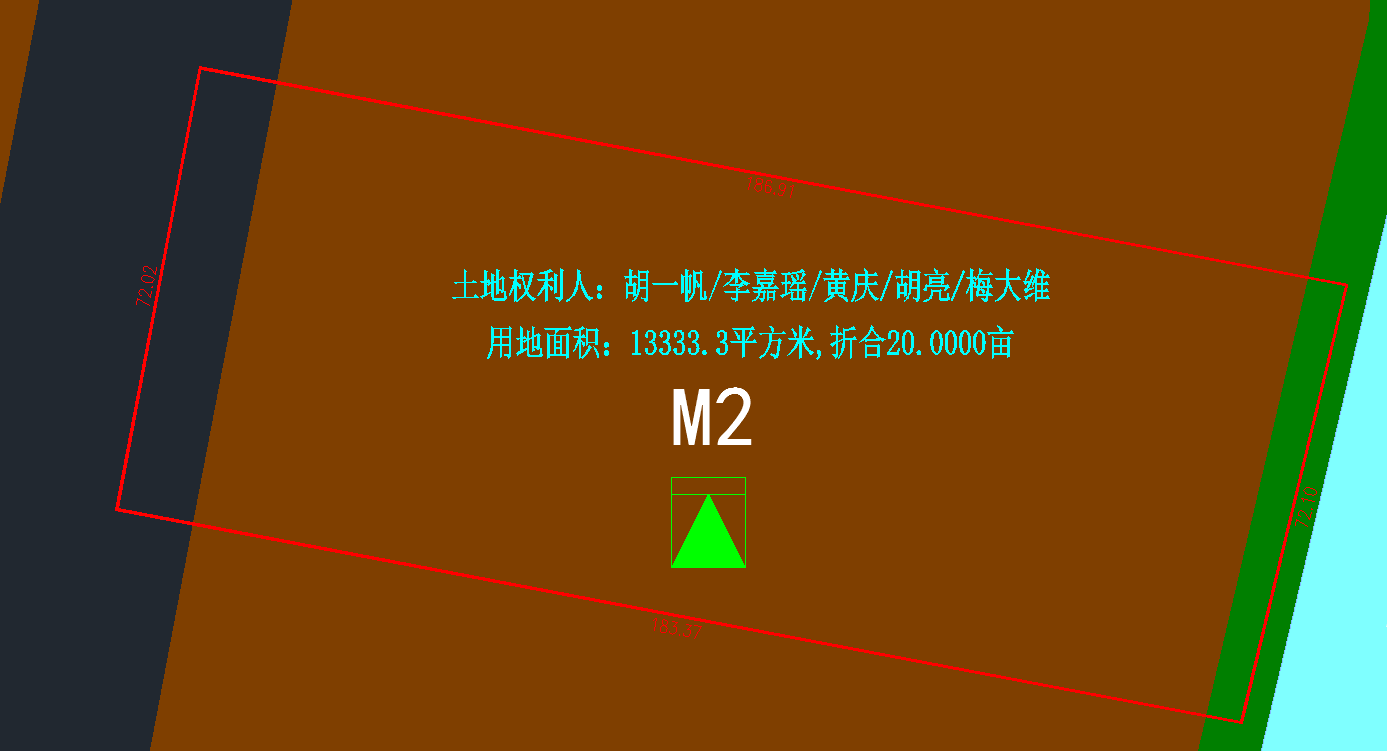 72.02
土地权利人：胡一帆/李嘉瑶/黄庆/胡亮/梅大维
用地面积：13333.3平方米,折合20.0000亩
M2